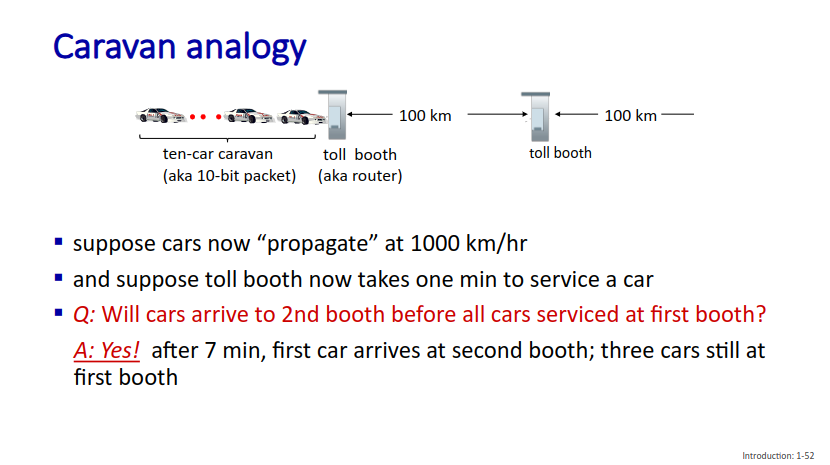 Caravan analogy
100 km
100 km
ten-car caravan
(aka 10-bit packet)
toll booth
(aka router)
toll booth
▪ suppose cars now “propagate” at 1000 km/hr
▪ and suppose toll booth now takes one min to service a car
▪ Q: Will cars arrive to 2nd booth before all cars serviced at first booth?
A: Yes! after 7 min, first car arrives at second booth; three cars still at
first booth
Introduction: 1-52